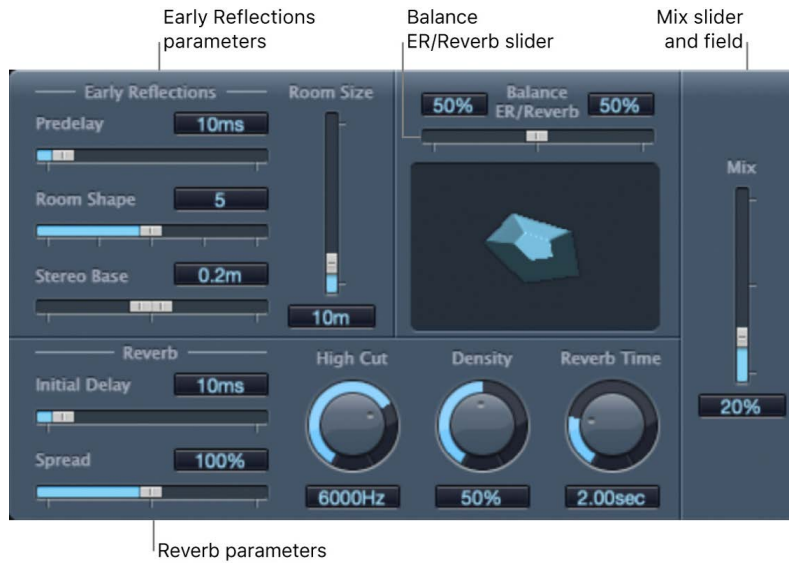 Early Reflections
parameters
Balance
ER/Reverb slider
Mix slider
and field
Early Reflections
Predelay
10ms
Room Shape
5
Stereo Base
0.2m
Room Size
10m
50%
Balance
ER/Reverb
50%
Mix
20%
Reverb
Initial Delay
10ms
Spread
100%
High Cut
6000Hz
Density
50%
Reverb Time
2.00sec
Reverb parameters